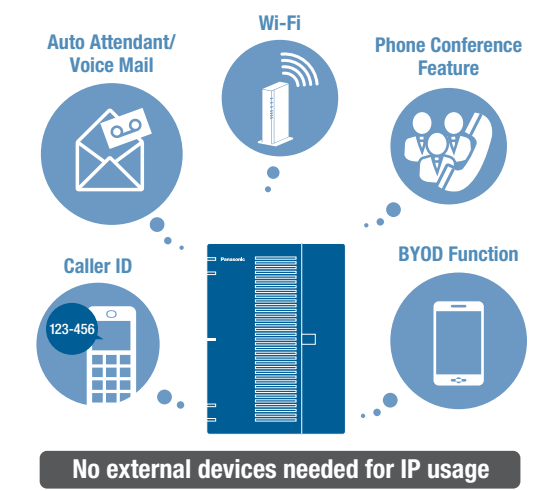 Wi-Fi
Auto Attendant/
Voice Mail
Phone Conference
Feature
Panasonic
Caller ID
BYOD Function
123-456
No external devices needed for IP usage